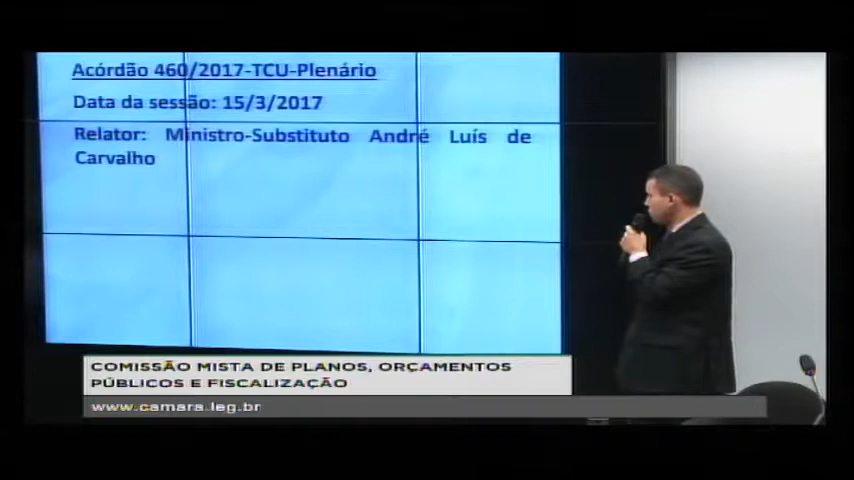 Acórdão 460/2017-TCU-Plenário
Data da sessão: 15/3/2017
Relator: Ministro-Substituto André Luís de
Carvalho
COMISSÃO MISTA DE PLANOS, ORÇAMENTOS
PÚBLICOS E FISCALIZAÇÃO
www.camara.leg.br